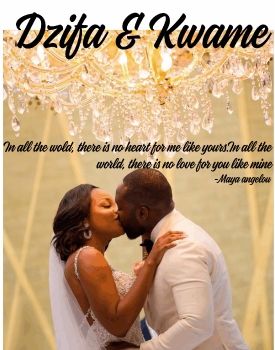 Dzifa & Kwame
In all the wold, there is no heart for me like yours.In all the
world, there is no love for you like mine
-Maya angelou